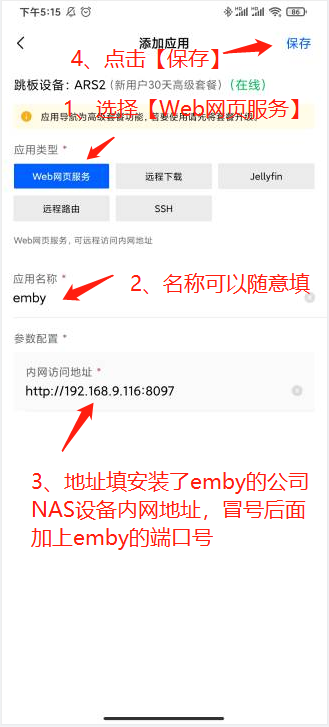 下午5:15
86
添加应用
保存
4、点击【保存】
跳板设备: ARS2 (新用户30天高级套餐) (在线)
1、选择【Web网页服务】
应用导航为高级套餐功能，若要使用请先将套餐升级。
应用类型 *
Web网页服务
远程下载
Jellyfin
远程路由
SSH
Web网页服务，可远程访问内网地址
应用名称 *
emby
2、名称可以随意填
参数配置 *
内网访问地址 *
http://192.168.9.116:8097
3、地址填安装了emby的公司
NAS设备内网地址，冒号后面
加上emby的端口号